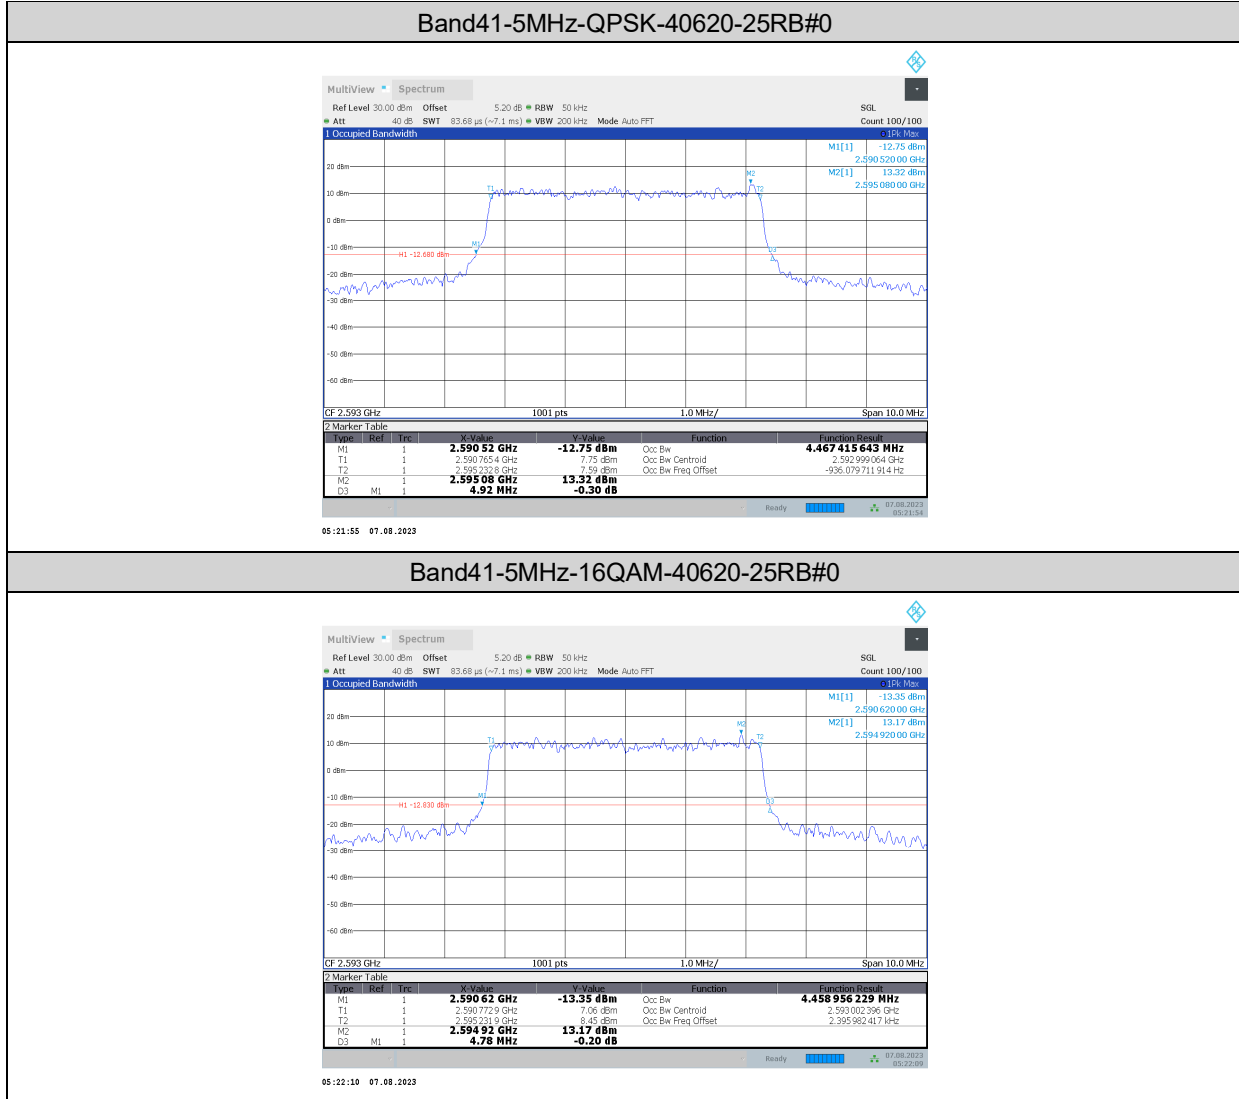 Band41-5MHz-QPSK-40620-25RB#0
MultiView Spectrum
Ref Level 30.00 dBm Offset 5.20 dB RBW 50 kHz SGL
Att 40 dB SWT 83.68 µs (~7.1 ms) VBW 200 kHz Mode Auto FFT Count 100/100
1 Occupied Bandwidth 1Pk Max
M1[1] -12.75 dBm
2.590 520 00 GHz
M2[1] 13.32 dBm
2.595 080 00 GHz
20 dBm
M2
T1 T2
10 dBm
0 dBm
M1
-10 dBm
D3
H1 -12.680 dBm
-20 dBm
-30 dBm
-40 dBm
-50 dBm
-60 dBm
CF 2.593 GHz 1001 pts 1.0 MHz/ Span 10.0 MHz
2 Marker Table
Type Ref Trc X-Value Y-Value Function Function Result
M1 1 2.590 52 GHz -12.75 dBm Occ Bw 4.467 415 643 MHz
T1 1 2.590 765 4 GHz 7.75 dBm Occ Bw Centroid 2.592 999 064 GHz
T2 1 2.595 232 8 GHz 7.59 dBm Occ Bw Freq Offset -936.079 711 914 Hz
M2 1 2.595 08 GHz 13.32 dBm
D3 M1 1 4.92 MHz -0.30 dB
Ready 07.08.2023
05:21:54
05:21:55 07.08.2023
Band41-5MHz-16QAM-40620-25RB#0
MultiView Spectrum
Ref Level 30.00 dBm Offset 5.20 dB RBW 50 kHz SGL
Att 40 dB SWT 83.68 µs (~7.1 ms) VBW 200 kHz Mode Auto FFT Count 100/100
1 Occupied Bandwidth 1Pk Max
M1[1] -13.35 dBm
2.590 620 00 GHz
M2[1] 13.17 dBm
2.594 920 00 GHz
20 dBm
M2
T1 T2
10 dBm
0 dBm
-10 dBm
M1 D3
H1 -12.830 dBm
-20 dBm
-30 dBm
-40 dBm
-50 dBm
-60 dBm
CF 2.593 GHz 1001 pts 1.0 MHz/ Span 10.0 MHz
2 Marker Table
Type Ref Trc X-Value Y-Value Function Function Result
M1 1 2.590 62 GHz -13.35 dBm Occ Bw 4.458 956 229 MHz
T1 1 2.590 772 9 GHz 7.06 dBm Occ Bw Centroid 2.593 002 396 GHz
T2 1 2.595 231 9 GHz 8.45 dBm Occ Bw Freq Offset 2.395 982 417 kHz
M2 1 2.594 92 GHz 13.17 dBm
D3 M1 1 4.78 MHz -0.20 dB
Ready 07.08.2023
05:22:09
05:22:10 07.08.2023